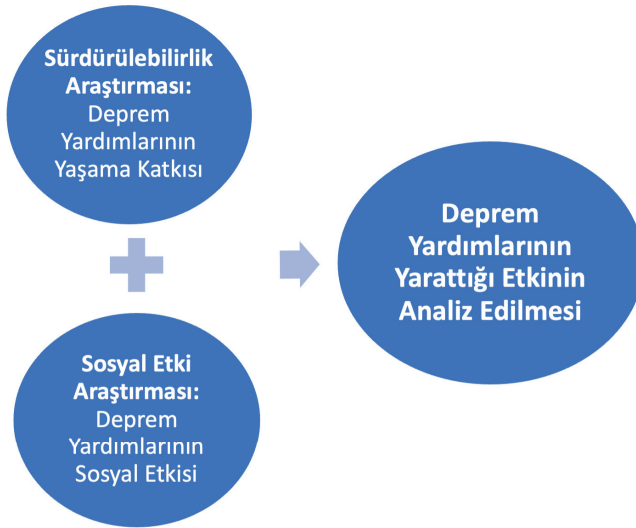 Sürdürülebilirlik
Araştırması:
Deprem
Yardımlarının
Yaşama Katkısı
Sosyal Etki
Araştırması:
Deprem
Yardımlarının
Sosyal Etkisi
Deprem
Yardımlarının
Yarattığı Etkinin
Analiz Edilmesi